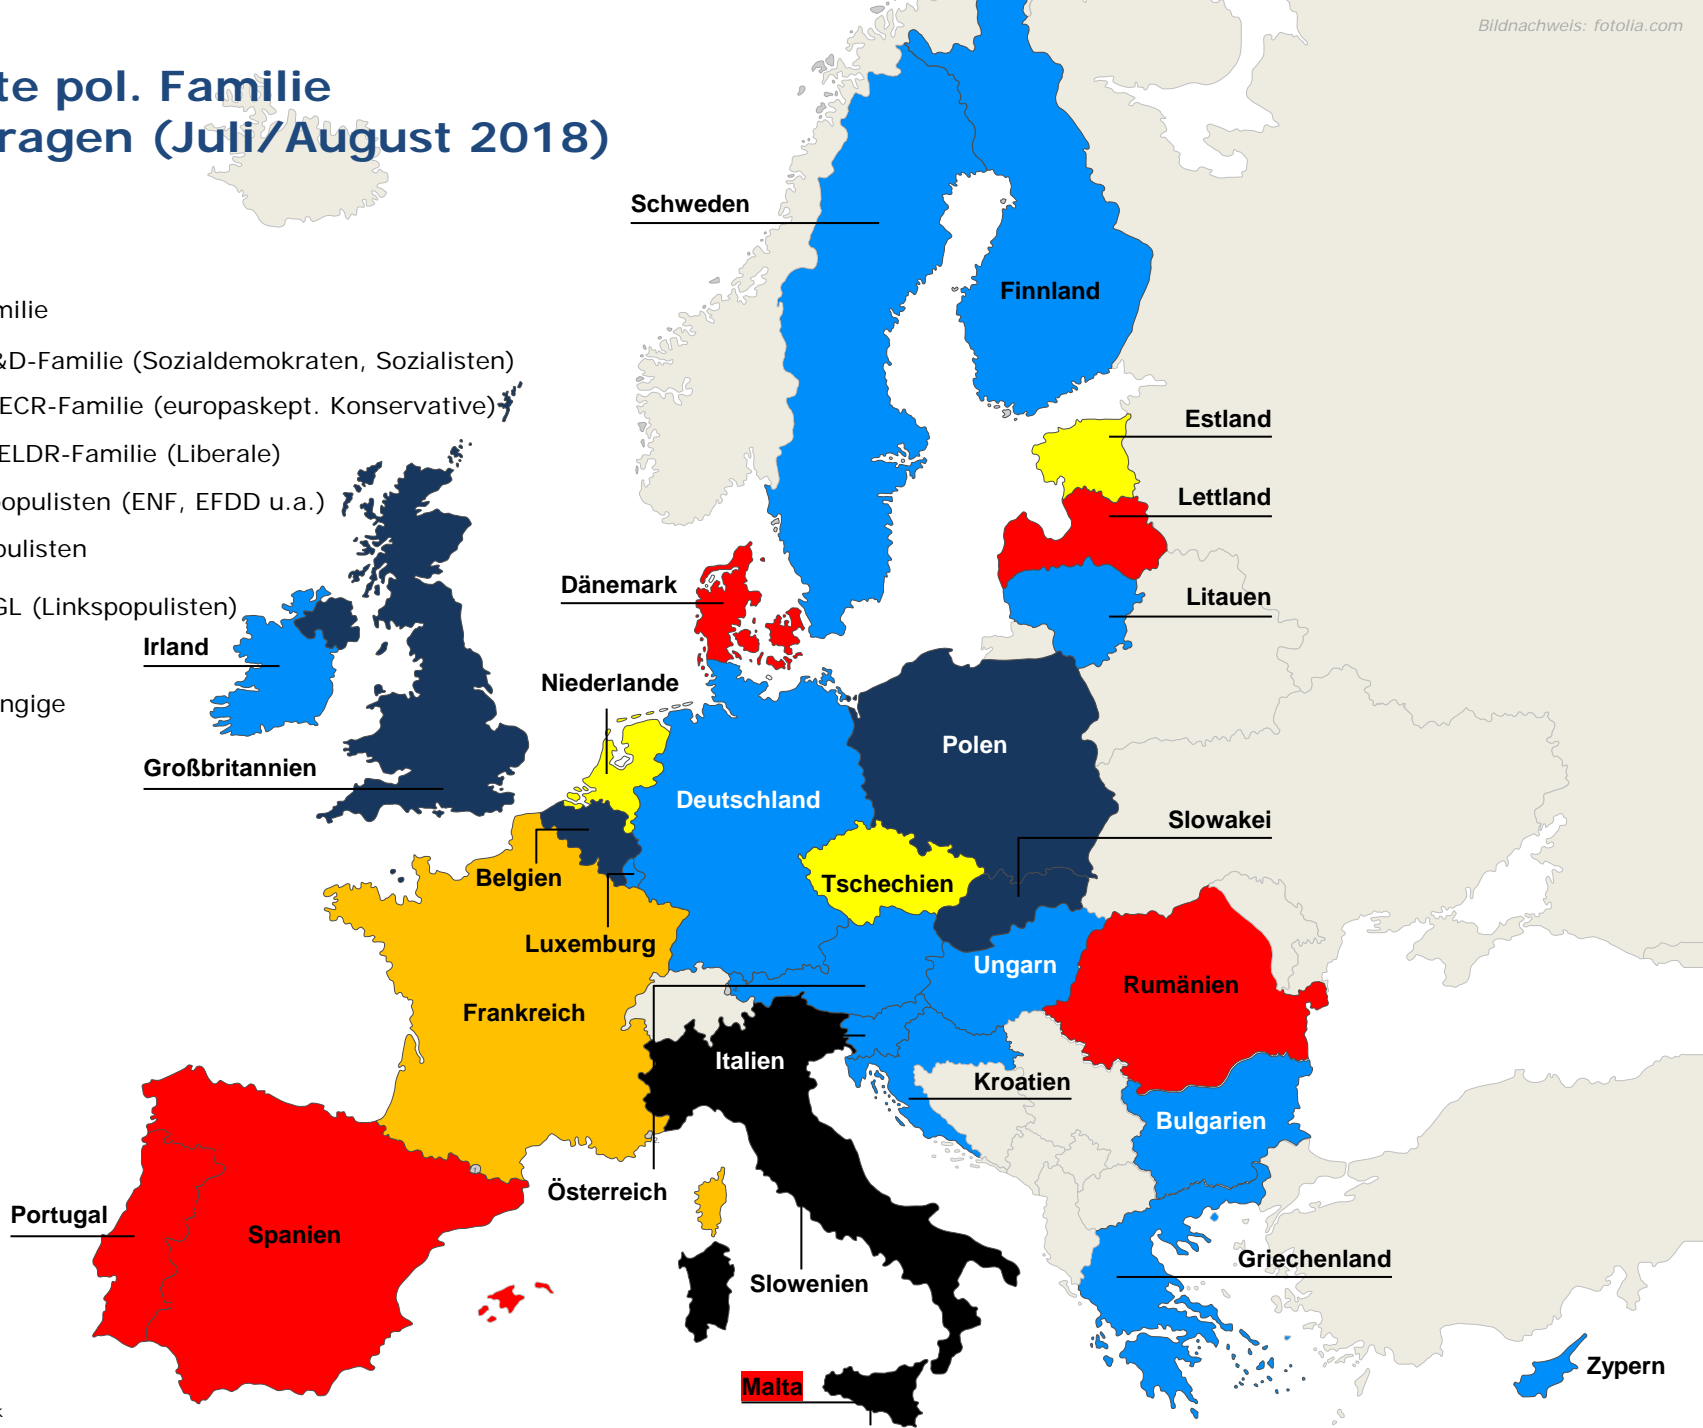 Bildnachweis: fotolia.com
te pol. Familie
ragen (Juli/August 2018)
Schweden
Finnland
milie
&D-Familie (Sozialdemokraten, Sozialisten)
ECR-Familie (europaskept. Konservative)
Estland
ELDR-Familie (Liberale)
Lettland
populisten (ENF, EFDD u.a.)
pulisten
Dänemark
Litauen
GL (Linkspopulisten)
Irland
Niederlande
ngige
Polen
Großbritannien
Deutschland
Slowakei
Belgien
Tschechien
Luxemburg
Ungarn
Rumänien
Frankreich
Italien
Kroatien
Bulgarien
Österreich
Portugal
Spanien
Griechenland
Slowenien
Zypern
Malta